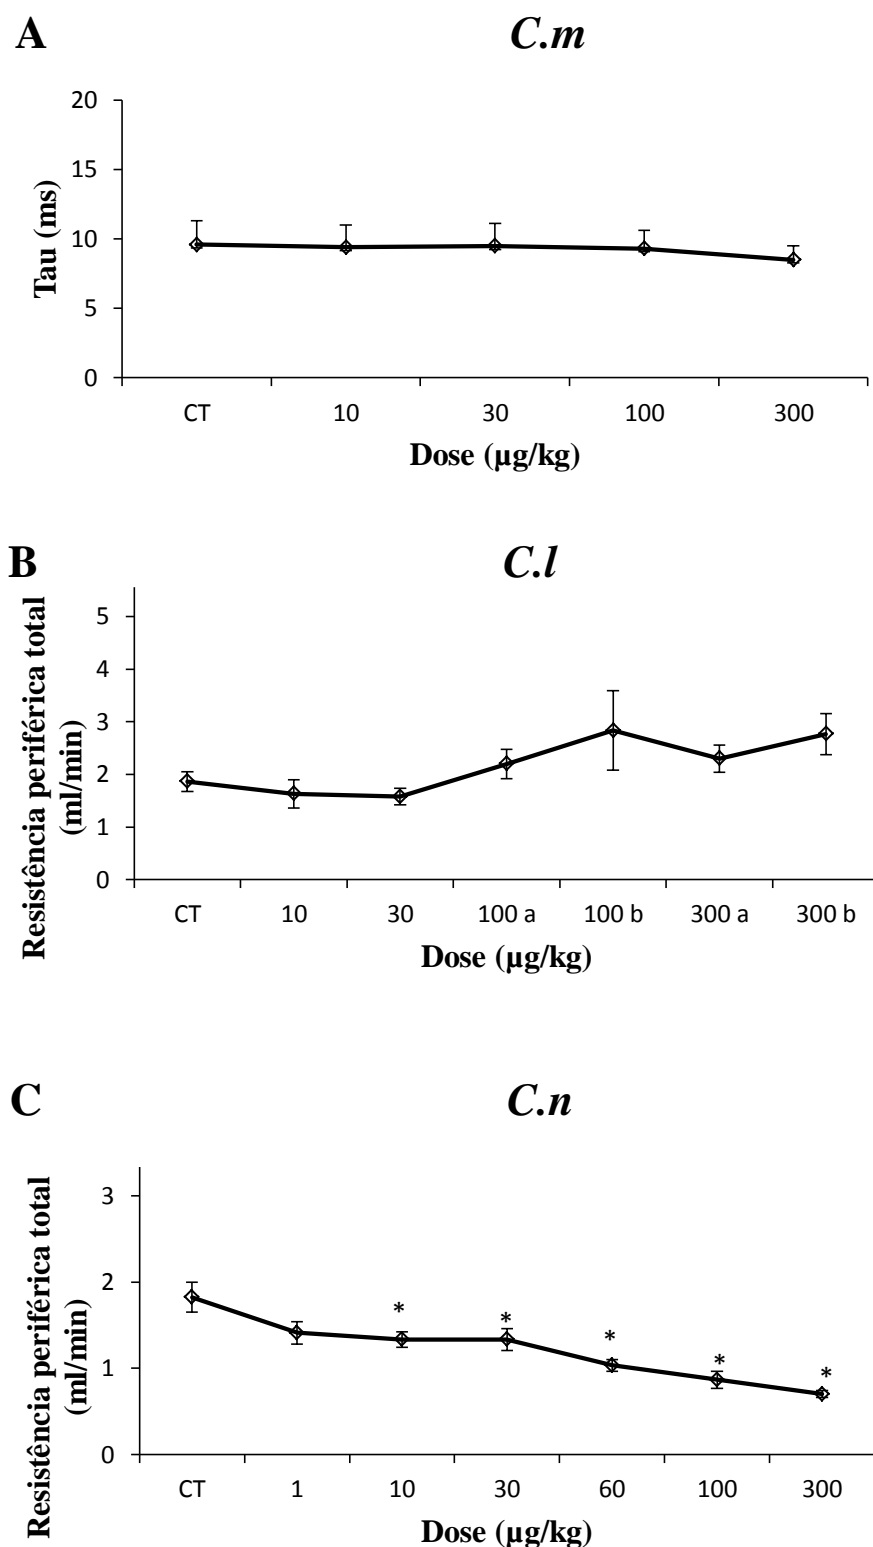 A
C.m
20
15
10
5
0
Tau (ms)
CT 10 30 100 300
Dose (µg/kg)
B
C.l
5
4
3
2
1
0
Resistência periférica total
(ml/min)
CT 10 30 100 a 100 b 300 a 300 b
Dose (µg/kg)
C
C.n
3
2
1
0
Resistência periférica total
(ml/min)
* * * * *
CT 1 10 30 60 100 300
Dose (µg/kg)